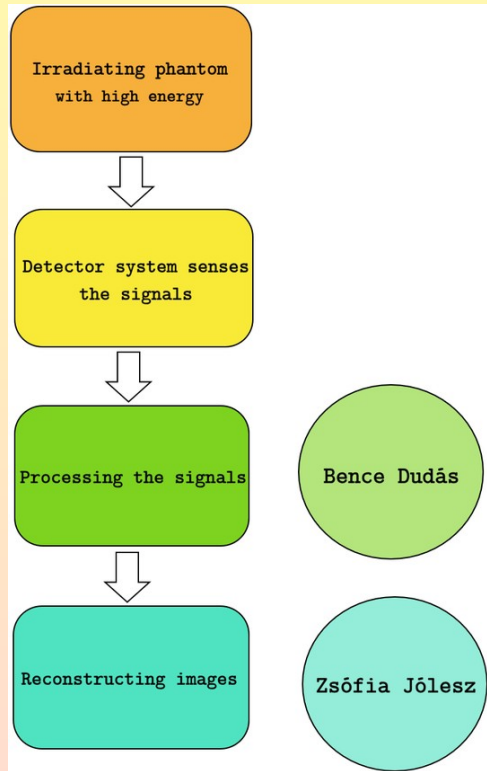 Irradiating phantom
with high energy
Detector system senses
the signals
Processing the signals
Bence Dudás
Reconstructing images
Zsófia Jólesz